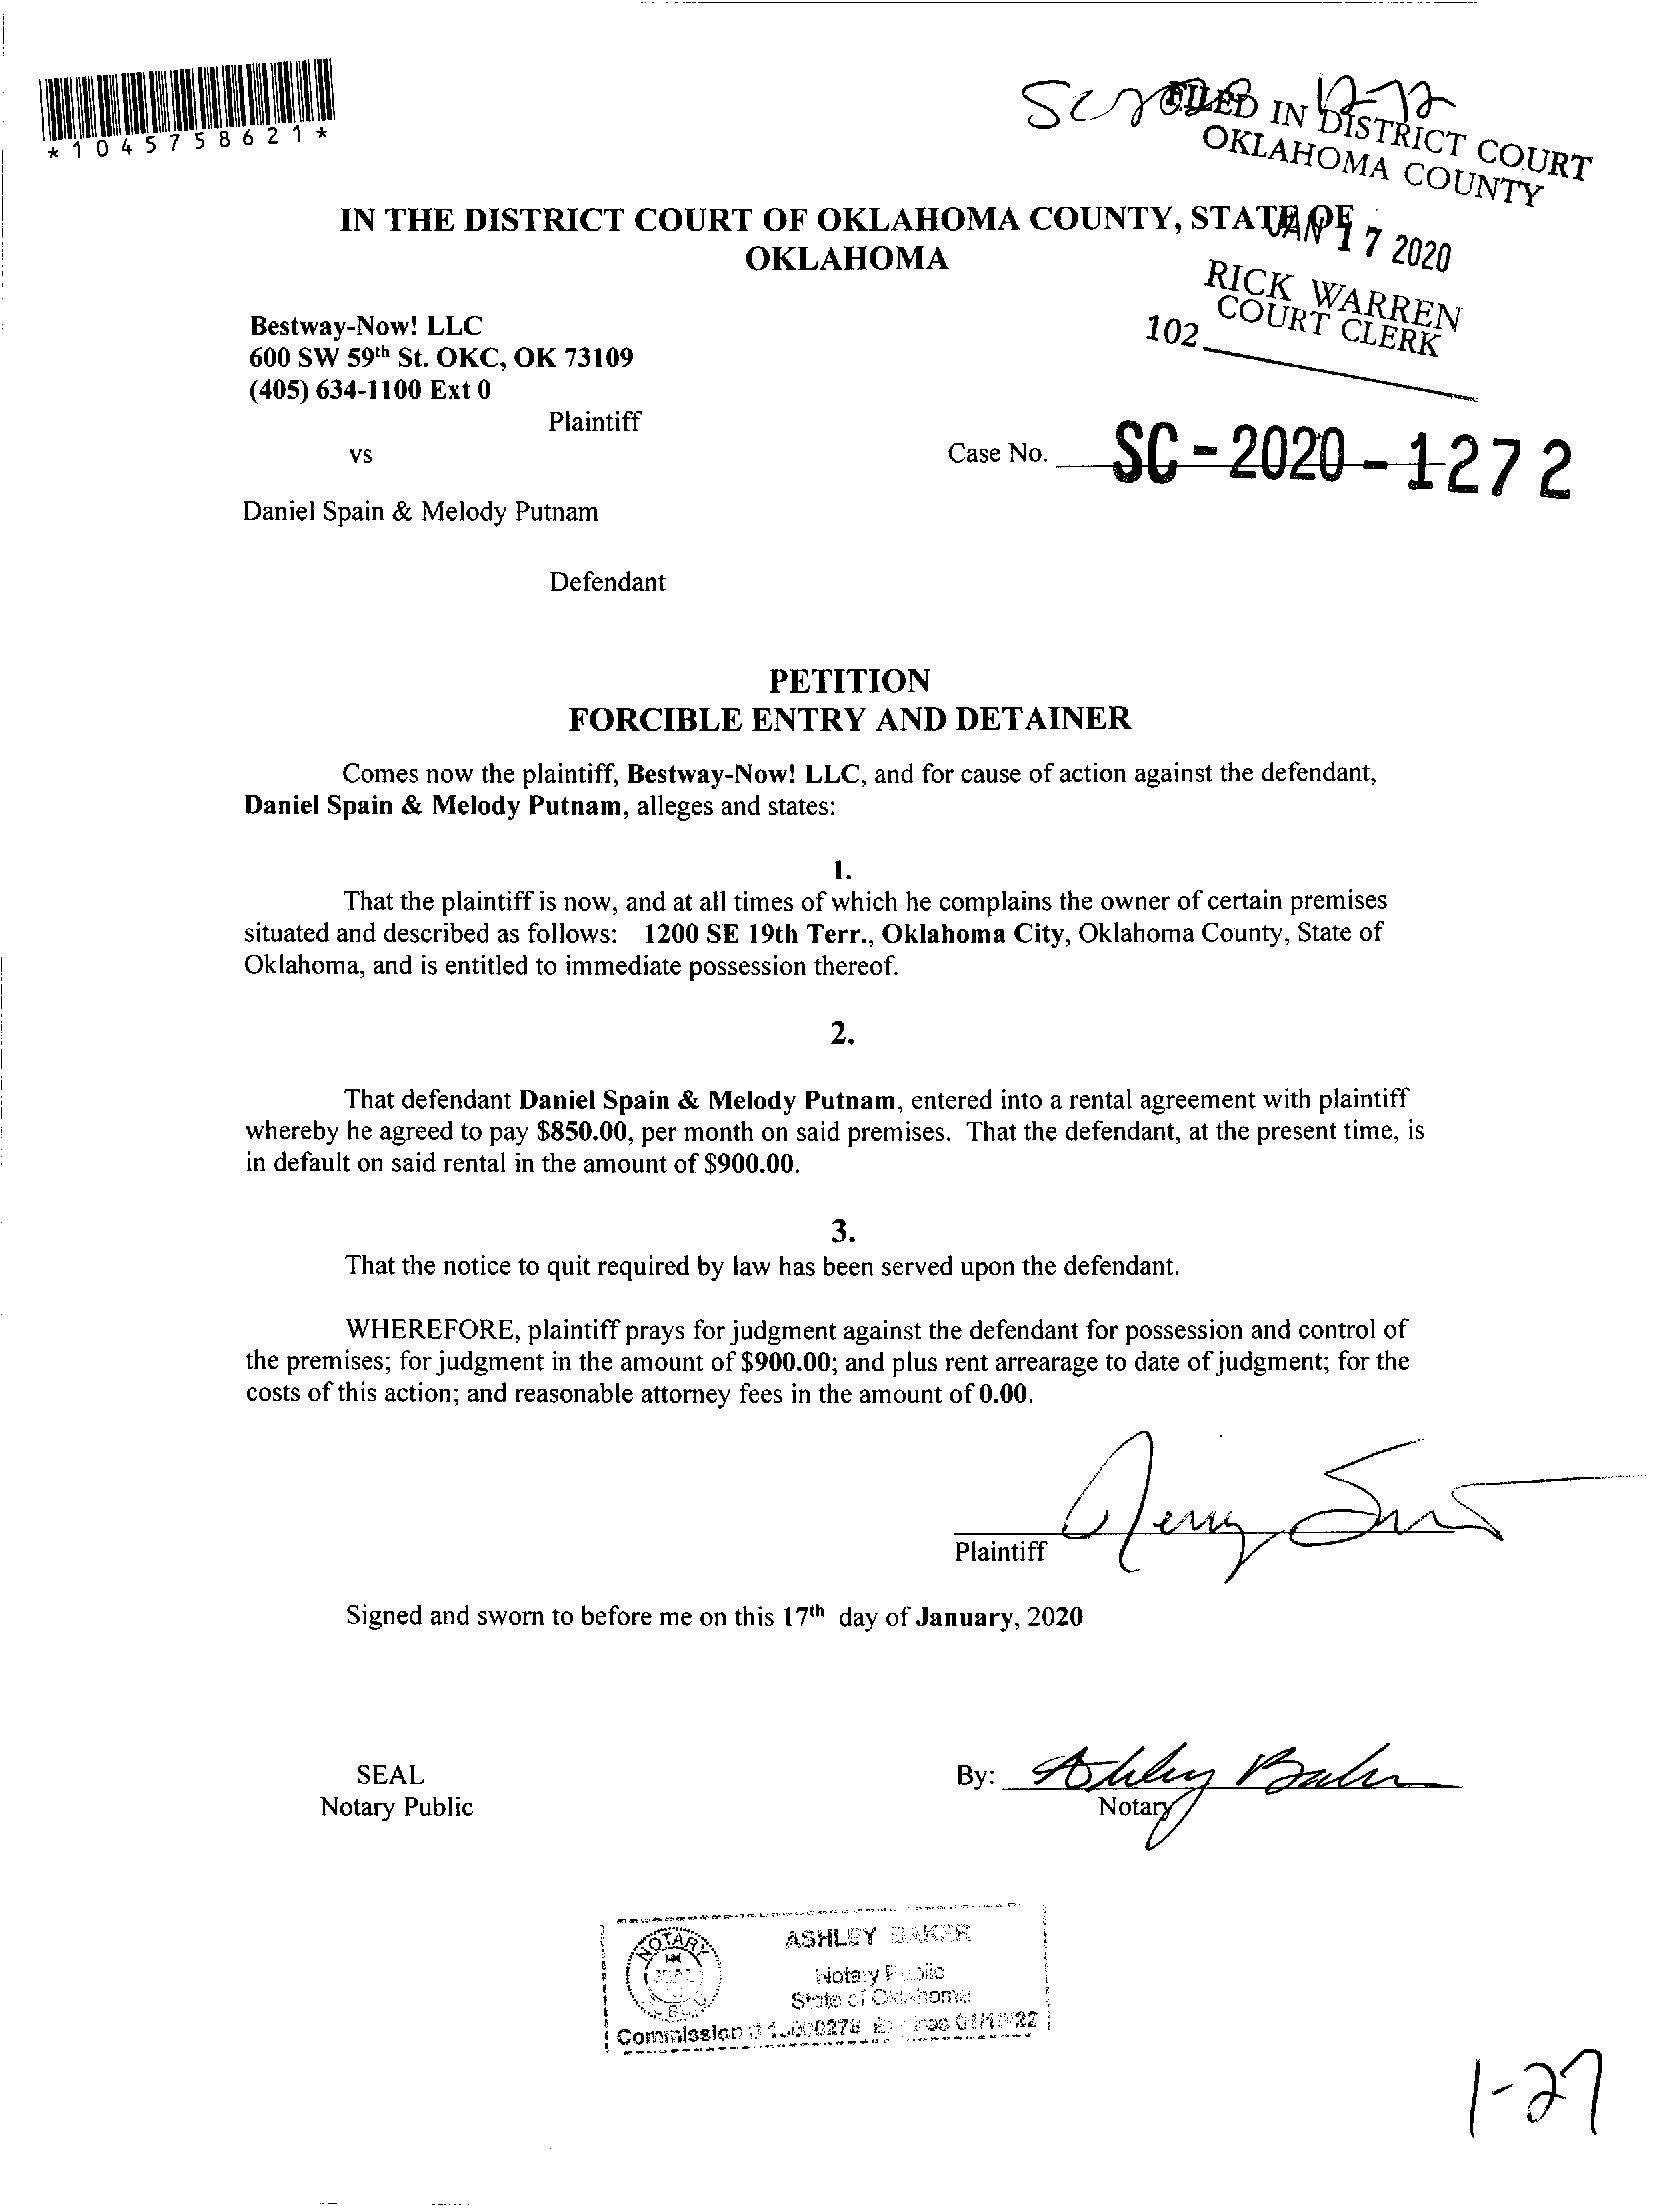 *1045758621*
FILED IN DISTRICT COURT
OKLAHOMA COUNTY
JAN 17 2020
RICK WARREN
COURT CLERK
102
IN THE DISTRICT COURT OF OKLAHOMA COUNTY, STATE OF
OKLAHOMA
Bestway-Now! LLC
600 SW 59th St. OKC, OK 73109
(405) 634-1100 Ext 0
Plaintiff
vs
Case No. SC-2020-1272
Daniel Spain & Melody Putnam
Defendant
PETITION
FORCIBLE ENTRY AND DETAINER
Comes now the plaintiff, Bestway-Now! LLC, and for cause of action against the defendant,
Daniel Spain & Melody Putnam, alleges and states:
1.
That the plaintiff is now, and at all times of which he complains the owner of certain premises
situated and described as follows: 1200 SE 19th Terr., Oklahoma City, Oklahoma County, State of
Oklahoma, and is entitled to immediate possession thereof.
2.
That defendant Daniel Spain & Melody Putnam, entered into a rental agreement with plaintiff
whereby he agreed to pay $850.00, per month on said premises. That the defendant, at the present time, is
in default on said rental in the amount of $900.00.
3.
That the notice to quit required by law has been served upon the defendant.
WHEREFORE, plaintiff prays for judgment against the defendant for possession and control of
the premises; for judgment in the amount of $900.00; and plus rent arrearage to date of judgment; for the
costs of this action; and reasonable attorney fees in the amount of 0.00.
Jerry
Plaintiff
Signed and sworn to before me on this 17th day of January, 2020
SEAL
Notary Public
By: Ashley Baker
Notary
NOTARY
ASHLEY BAKER
Notary Public
State of Oklahoma
Commission
1-27